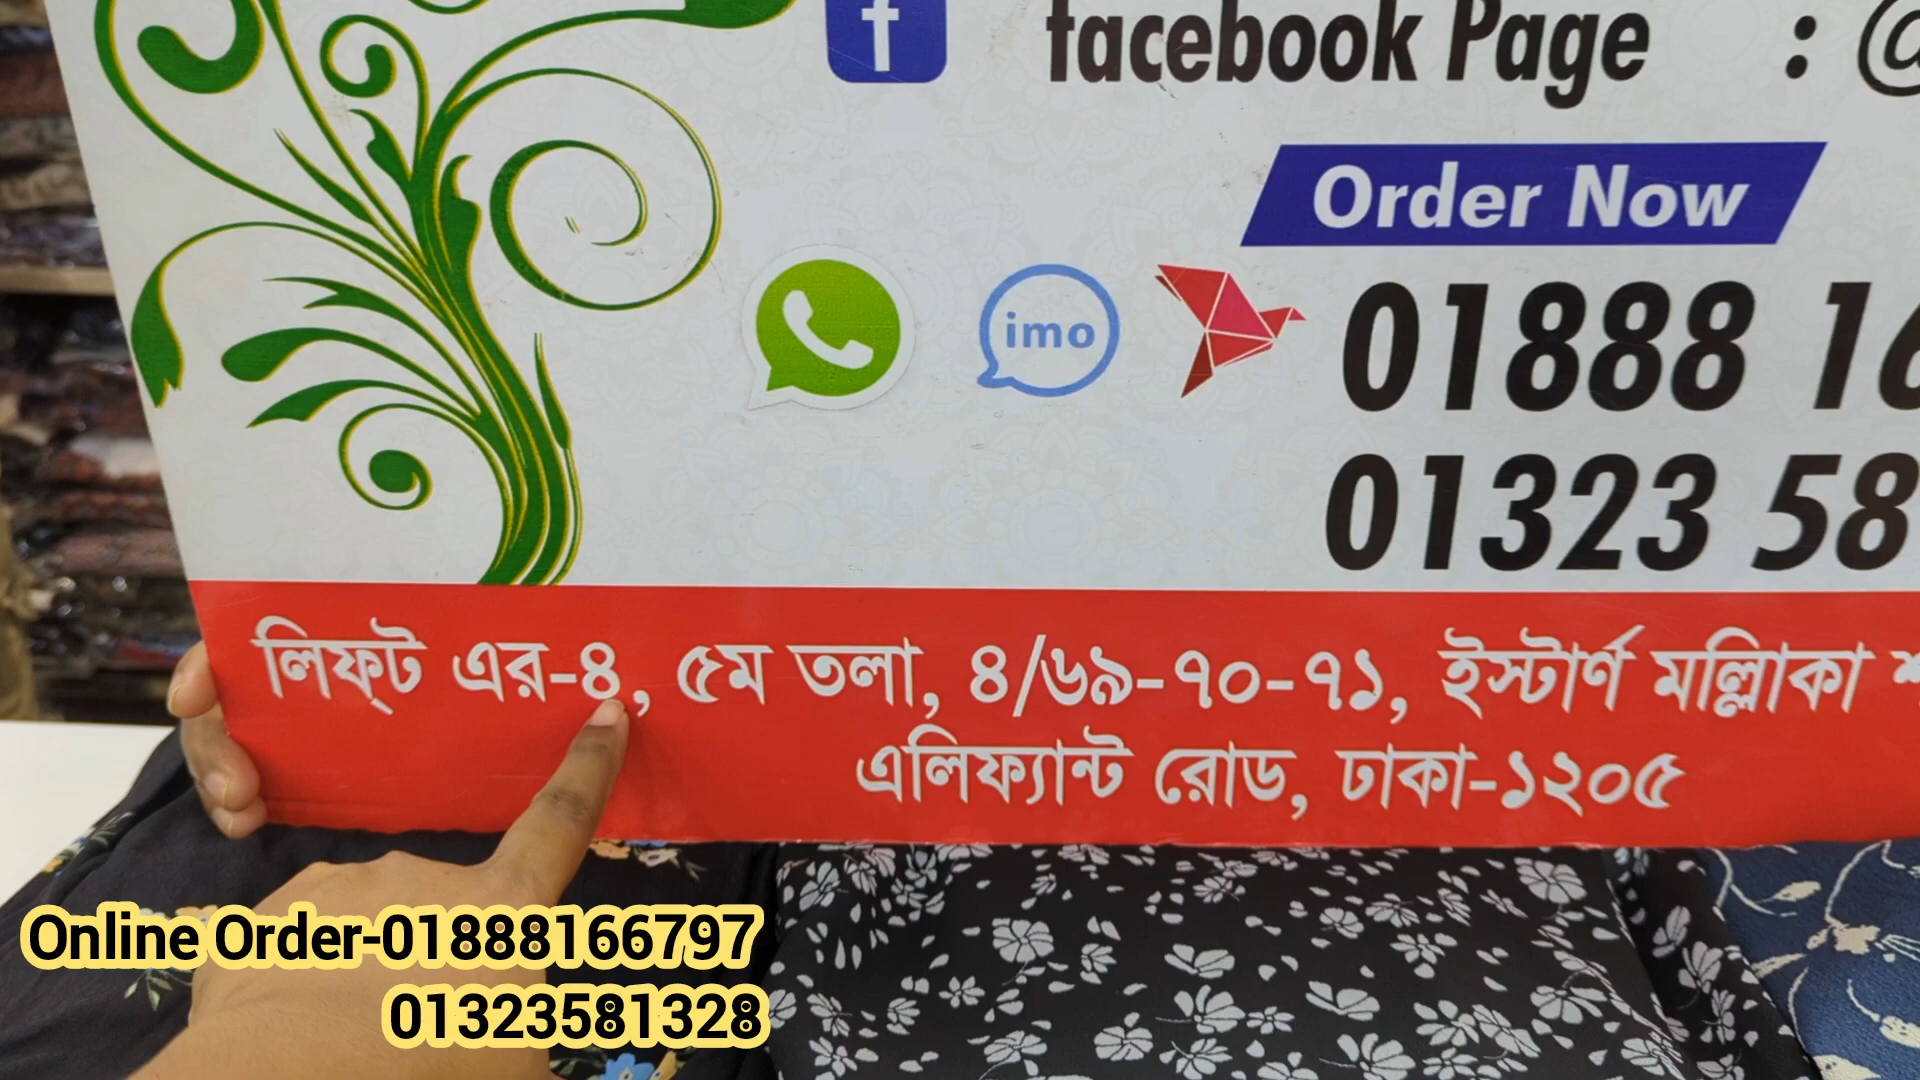 f facebook Page : @
Order Now
imo 01888 16
01323 58
লিফ্ট এর-৪, ৫ম তলা, ৪/৬৯-৭০-৭১, ইস্টার্ণ মল্লিাকা
এলিফ্যান্ট রোড, ঢাকা-১২০৫
Online Order-01888166797
01323581328